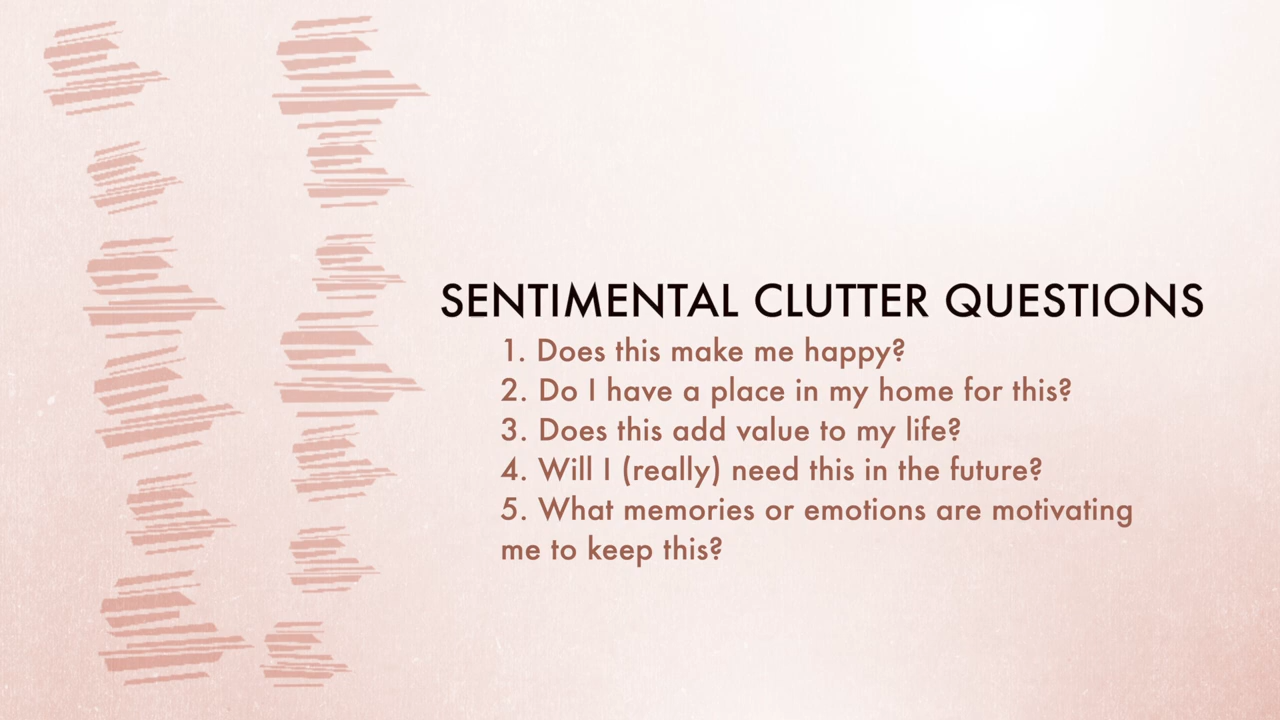 SENTIMENTAL CLUTTER QUESTIONS
1. Does this make me happy?
2. Do I have a place in my home for this?
3. Does this add value to my life?
4. Will I (really) need this in the future?
5. What memories or emotions are motivating
me to keep this?